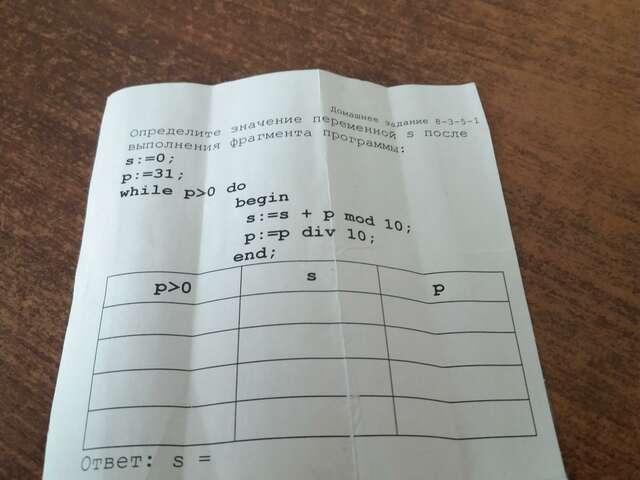 Домашнее задание 8-3-5-1
Определите значение переменной s после
выполнения фрагмента программы:
s:=0;
p:=31;
while p>0 do
begin
s:=s + p mod 10;
p:=p div 10;
end;
p>0 s p
Ответ: s =